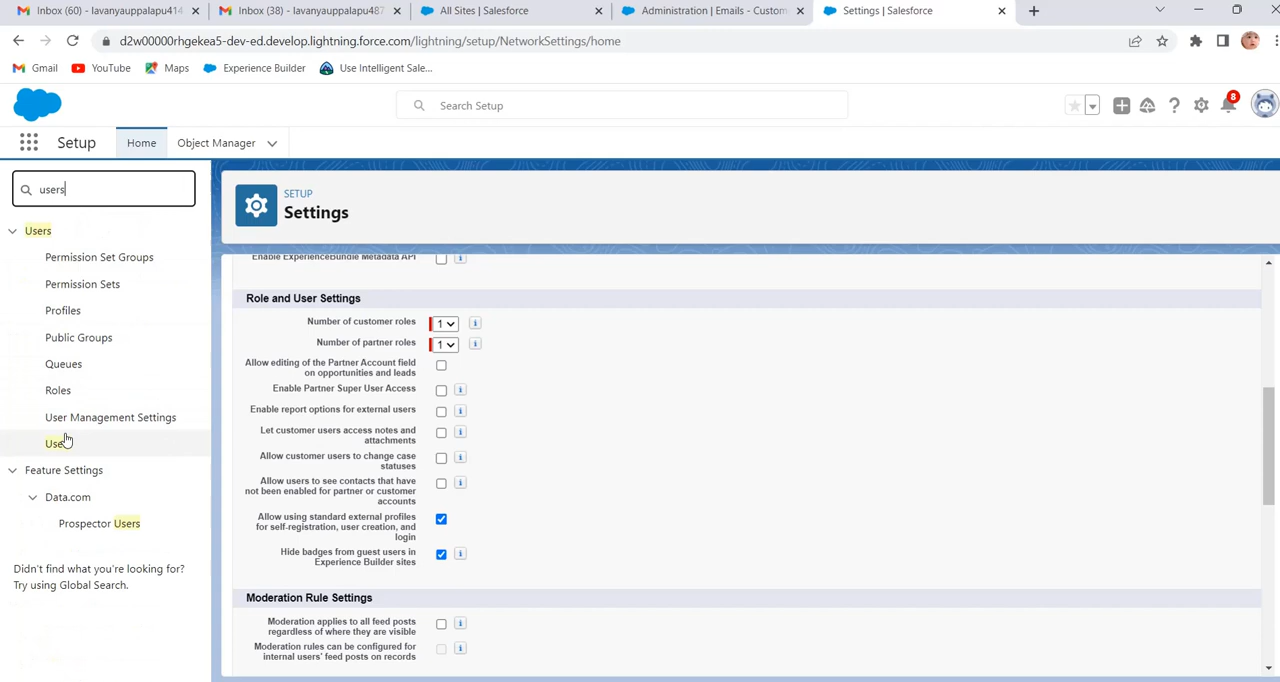 Inbox (60) - lavanyauppalapu414
Inbox (38) - lavanyauppalapu487
All Sites | Salesforce
Administration | Emails - Custom
Settings | Salesforce
d2w00000rhgekea5-dev-ed.develop.lightning.force.com/lightning/setup/NetworkSettings/home
Gmail
YouTube
Maps
Experience Builder
Use Intelligent Sale...
Search Setup
8
Setup
Home
Object Manager
users
Users
Permission Set Groups
Permission Sets
Profiles
Public Groups
Queues
Roles
User Management Settings
Feature Settings
Data.com
Prospector Users
Didn't find what you're looking for?
Try using Global Search.
SETUP
Settings
Enable ExperienceBundle Metadata API
Role and User Settings
Number of customer roles
1
Number of partner roles
1
Allow editing of the Partner Account field
on opportunities and leads
Enable Partner Super User Access
Enable report options for external users
Let customer users access notes and
attachments
Allow customer users to change case
statuses
Allow users to see contacts that have
not been enabled for partner or customer
accounts
Allow using standard external profiles
for self-registration, user creation, and
login
Hide badges from guest users in
Experience Builder sites
Moderation Rule Settings
Moderation applies to all feed posts
regardless of where they are visible
Moderation rules can be configured for
internal users' feed posts on records